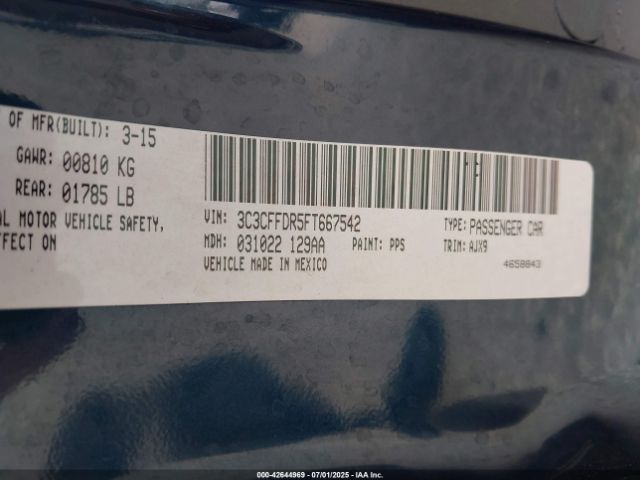 OF MFR(BUILT): 3-15
GAWR: 00810 KG
REAR: 01785 LB
AL MOTOR VEHICLE SAFETY,
EFFECT ON
VIN: 3C3CFFDR5FT667542
TYPE: PASSENGER CAR
MDH: 031022 129AA
PAINT: PPS
TRIM: AJX9
VEHICLE MADE IN MEXICO
4658843
000-42644969 | 07/01/2025 - IAA Inc.